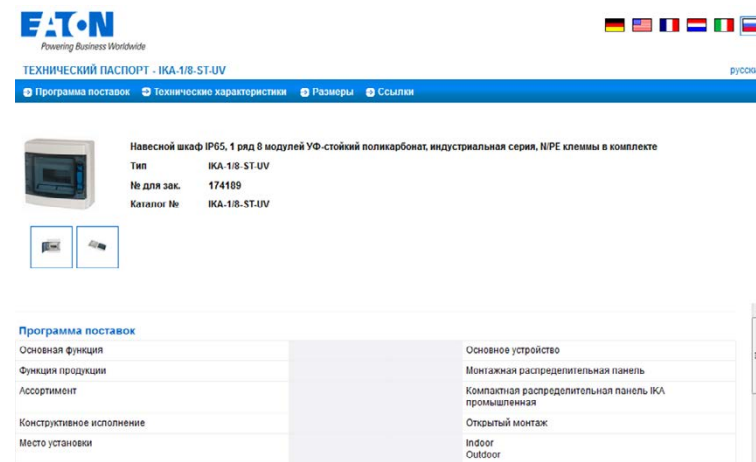 EATON
Powering Business Worldwide
ТЕХНИЧЕСКИЙ ПАСПОРТ - IKA-1/8-ST-UV
Программа поставок Технические характеристики Размеры Ссылки
Навесной шкаф IP65, 1 ряд 8 модулей УФ-стойкий поликарбонат, индустриальная серия, N/PE клеммы в комплекте
Тип IKA-1/8-ST-UV
№ для зак. 174189
Каталог № IKA-1/8-ST-UV
Программа поставок
Основная функция Основное устройство
Функция продукции Монтажная распределительная панель
Ассортимент Компактная распределительная панель IKA
промышленная
Конструктивное исполнение Открытый монтаж
Место установки Indoor
Outdoor